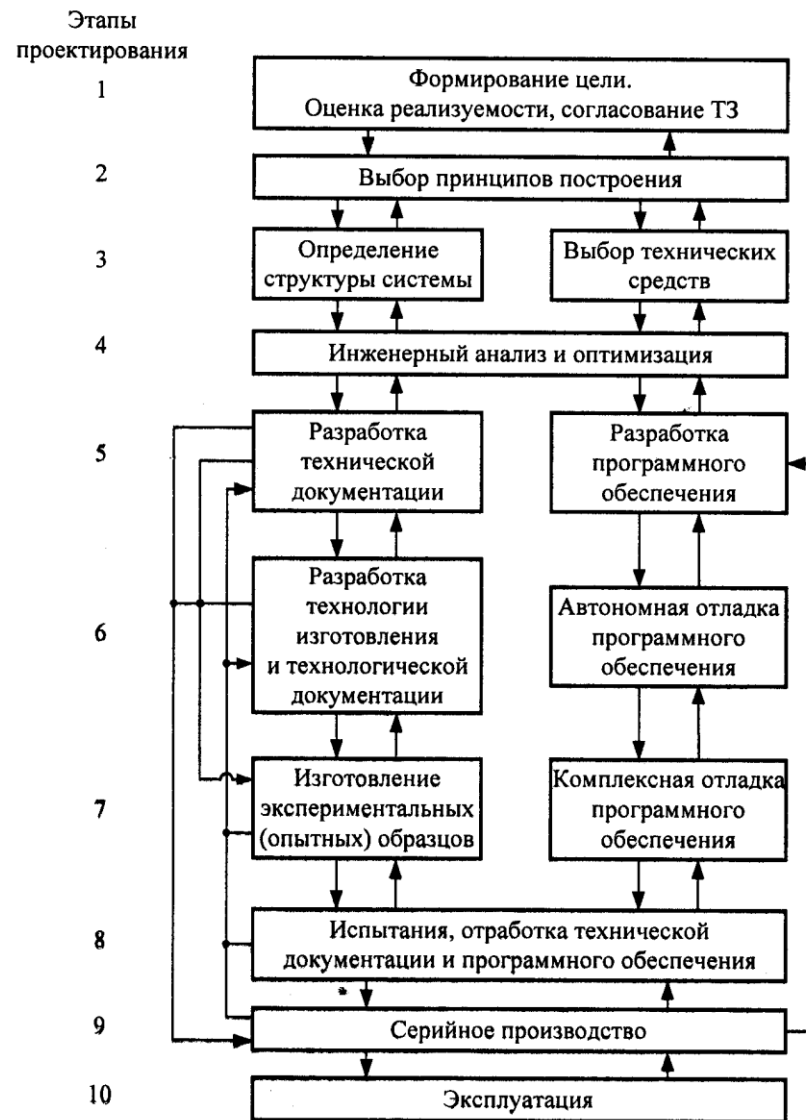 Этапы
проектирования
1
Формирование цели.
Оценка реализуемости, согласование ТЗ
2
Выбор принципов построения
3
Определение
структуры системы
Выбор технических
средств
4
Инженерный анализ и оптимизация
5
Разработка
технической
документации
Разработка
программного
обеспечения
6
Разработка
технологии
изготовления
и технологической
документации
Автономная отладка
программного
обеспечения
7
Изготовление
экспериментальных
(опытных) образцов
Комплексная отладка
программного
обеспечения
8
Испытания, отработка технической
документации и программного обеспечения
9
Серийное производство
10
Эксплуатация